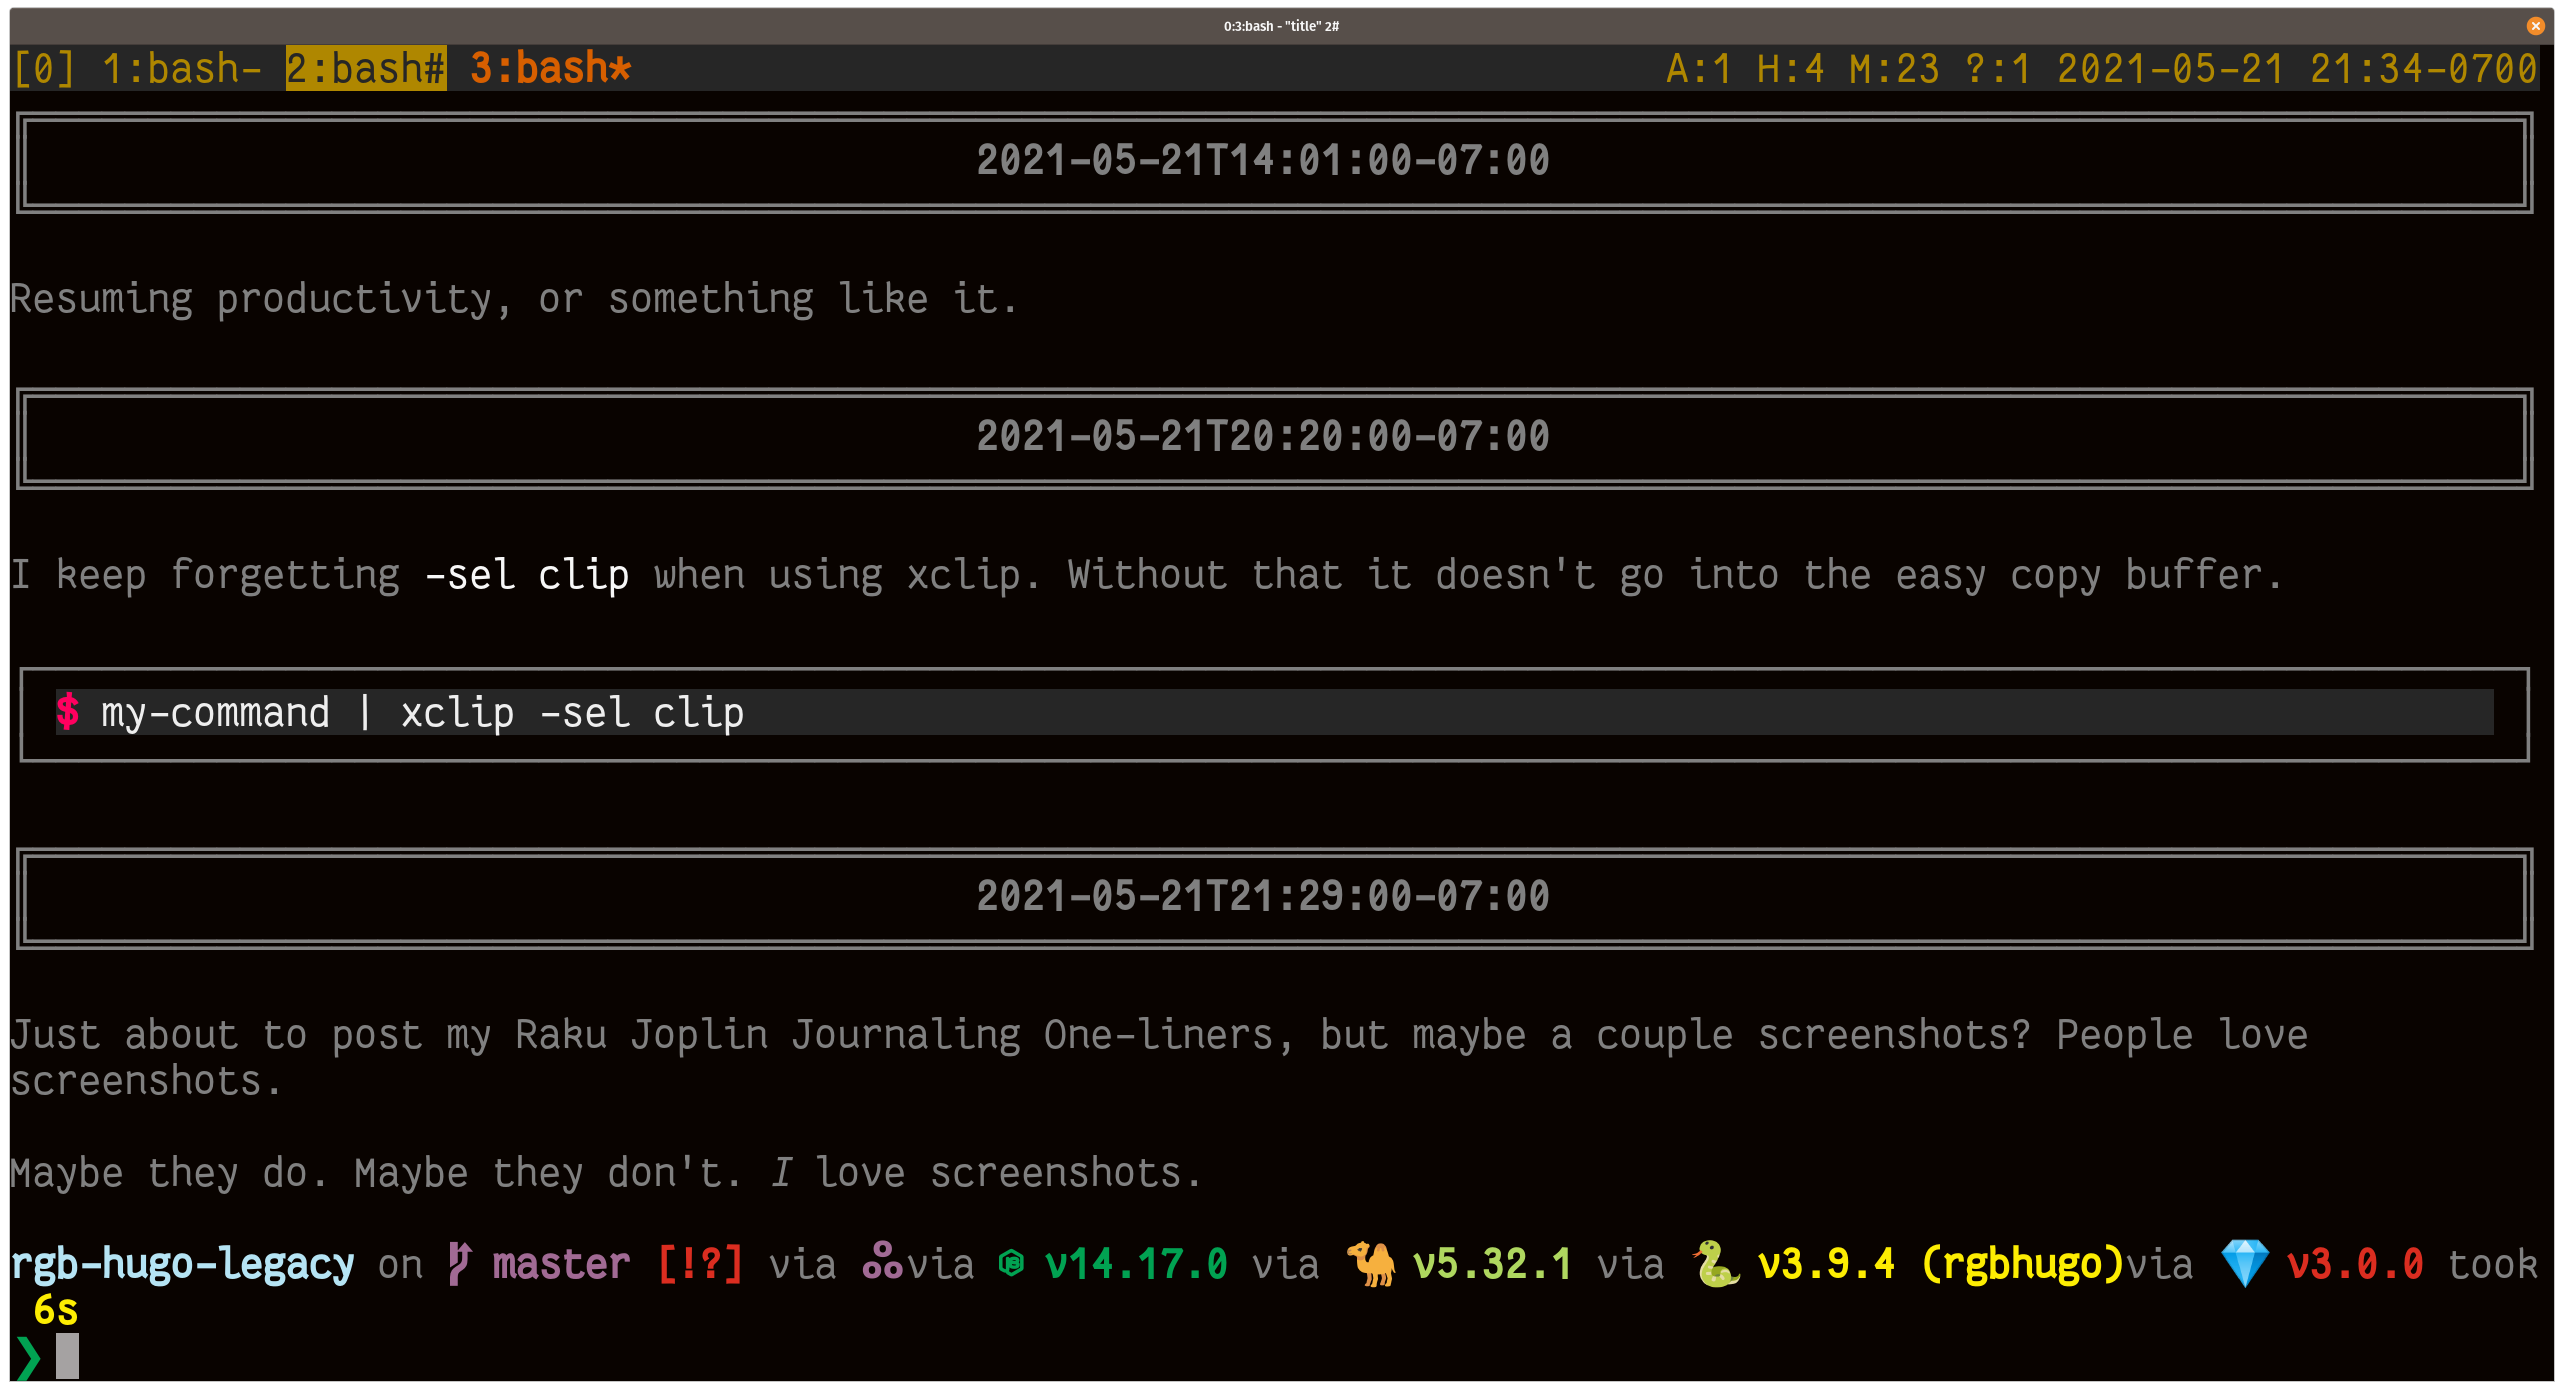 0:3:bash - "title" 2#
[0] 1:bash- 2:bash# 3:bash* A:1 H:4 M:23 ?:1 2021-05-21 21:34-0700
2021-05-21T14:01:00-07:00
Resuming productivity, or something like it.
2021-05-21T20:20:00-07:00
I keep forgetting -sel clip when using xclip. Without that it doesn't go into the easy copy buffer.
$ my-command | xclip -sel clip
2021-05-21T21:29:00-07:00
Just about to post my Raku Joplin Journaling One-liners, but maybe a couple screenshots? People love
screenshots.
Maybe they do. Maybe they don't. I love screenshots.
rgb-hugo-legacy on master [!?] via via v14.17.0 via 🐪 v5.32.1 via 🐍 v3.9.4 (rgbhugo)via 💎 v3.0.0 took
6s
❯